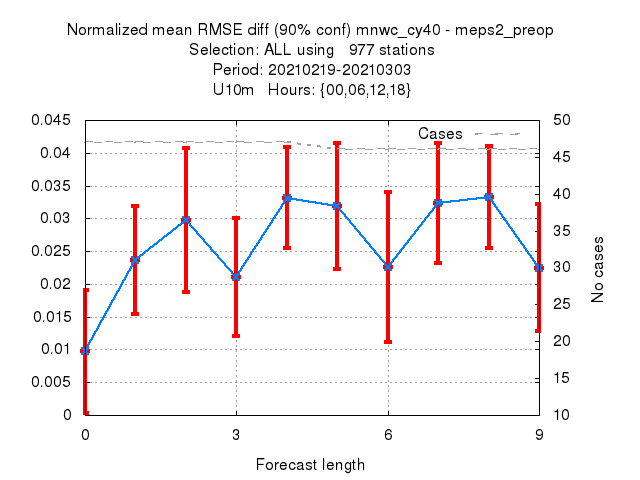 Normalized mean RMSE diff (90% conf) mnwc_cy40 - meps2_preop
Selection: ALL using   977 stations
Period: 20210219-20210303
U10m   Hours: {00,06,12,18}
Cases
0.045
0.04
0.035
0.03
0.025
0.02
0.015
0.01
0.005
0
50
45
40
35
30
25
20
15
10
No cases
0 3 6 9
Forecast length